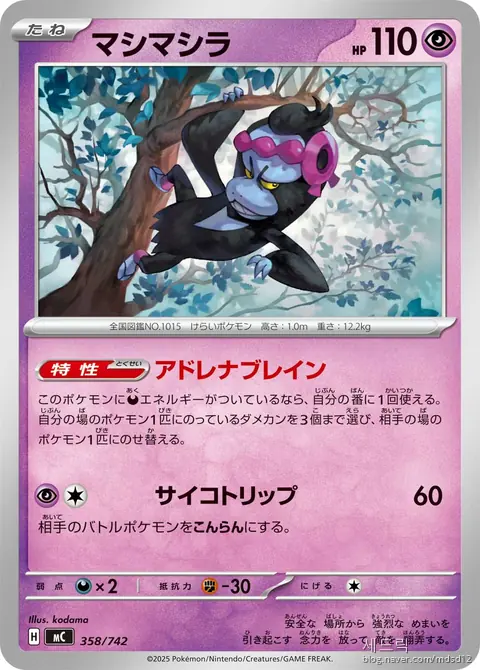 たね
マシマシラ
HP 110
全国図鑑NO.1015 けらいポケモン 高さ：1.0m 重さ：12.2kg
特性 とくせい アドレナブレイン
このポケモンに悪エネルギーがついているなら、自分の番に1回使える。
自分の場のポケモン1匹にのっているダメカンを3個まで選び、相手の場の
ポケモン1匹にのせ替える。
サイコトリップ 60
相手のバトルポケモンをこんらんにする。
弱点 ×2 抵抗力 -30 にげる
Illus. kodama
H MC 358/742
安全な 場所から 強烈な めまいを
引き起こす 念力を 放って 敵を 翻弄する。
©2025 Pokémon/Nintendo/Creatures/GAME FREAK.
세프릭
blog.naver.com/mdsd12